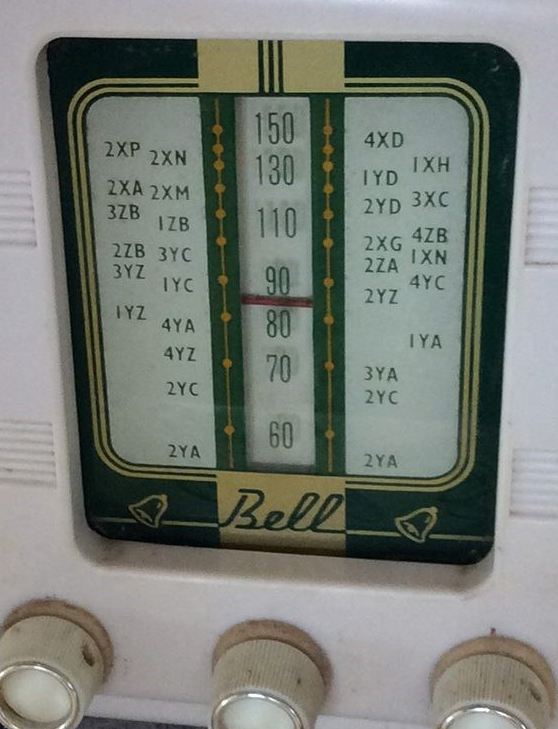 2XP 2XN
2XA 2XM
3ZB
1ZB
2ZB 3YC
3YZ
1YC
1YZ
4YA
4YZ
2YC
2YA
150
130
110
90
80
70
60
4XD
1XH
1YD
3XC
2YD
4ZB
2XG
1XN
2ZA
4YC
2YZ
1YA
3YA
2YC
2YA
Bell